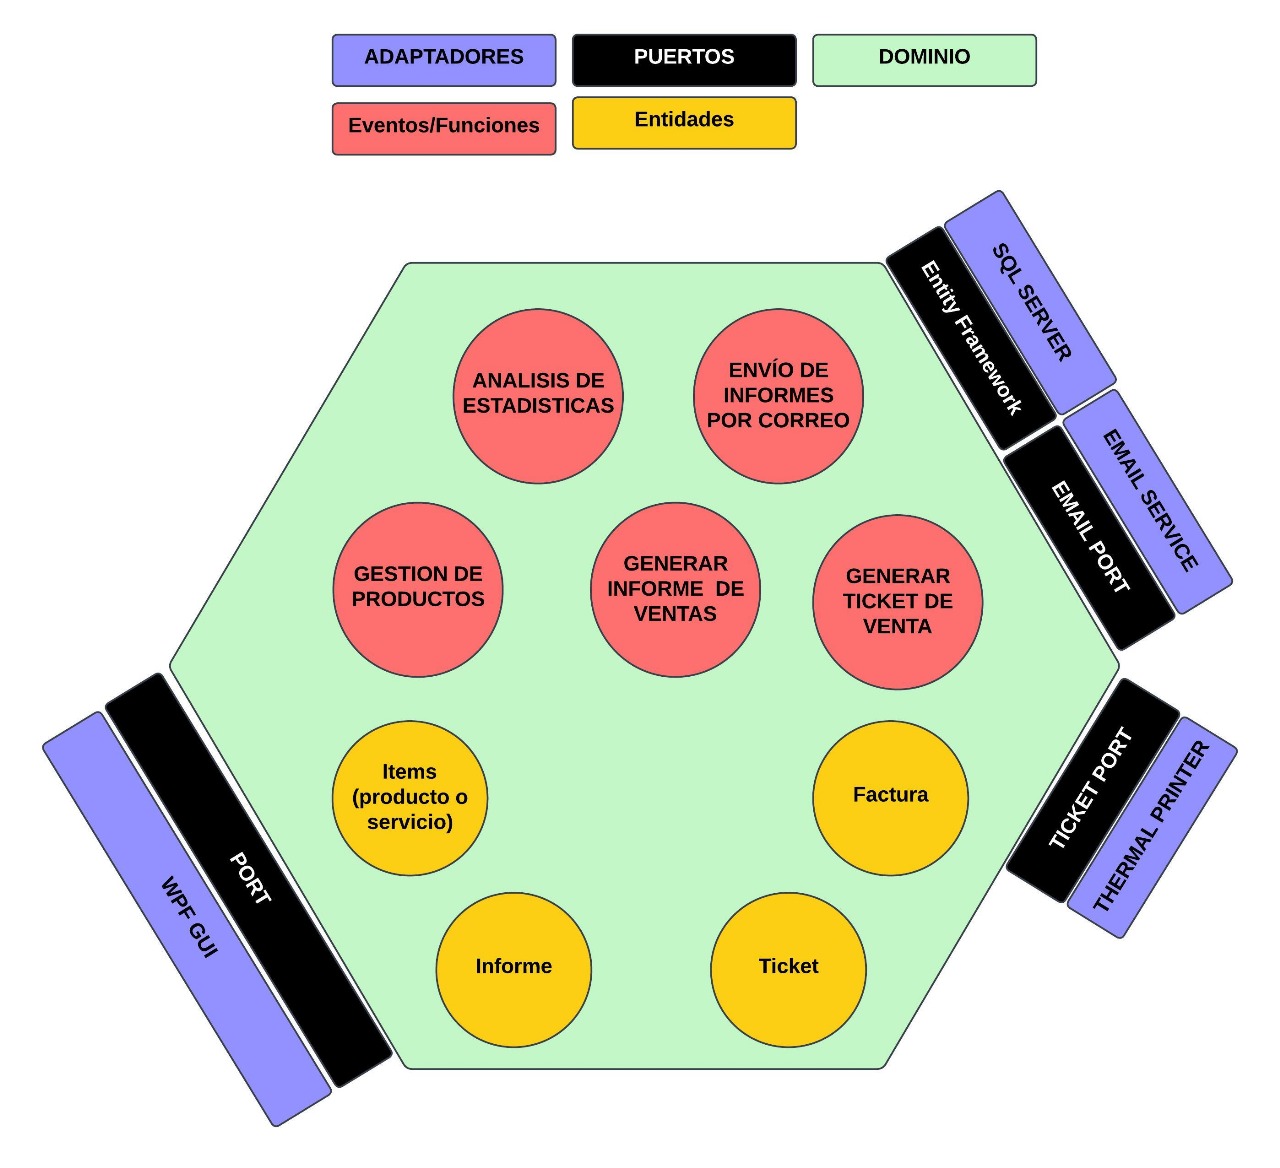 ADAPTADORES
PUERTOS
DOMINIO
Eventos/Funciones
Entidades
SQL SERVER
Entity Framework
ANALISIS DE
ESTADISTICAS
ENVÍO DE
INFORMES
POR CORREO
EMAIL SERVICE
EMAIL PORT
GESTION DE
PRODUCTOS
GENERAR
INFORME  DE
VENTAS
GENERAR
TICKET DE
VENTA
TICKET PORT
THERMAL PRINTER
Items
(producto o
servicio)
Factura
PORT
WPF GUI
Informe
Ticket